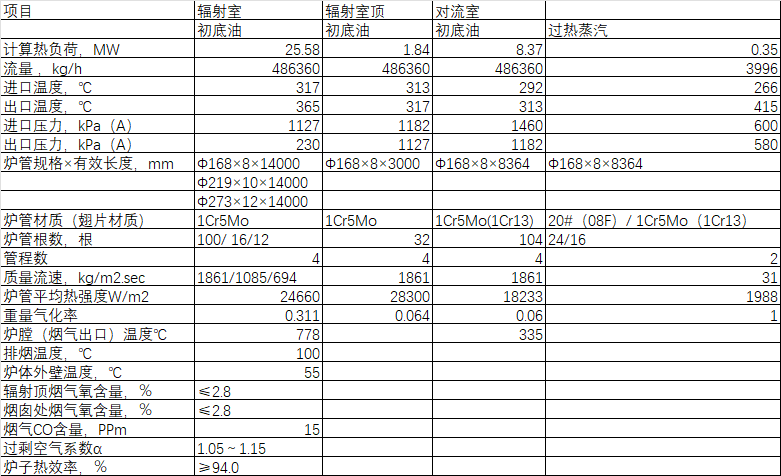 项目 辐射室 辐射室顶 对流室
初底油 初底油 初底油 过热蒸汽
计算热负荷，MW 25.58 1.84 8.37 0.35
流量 ，kg/h 486360 486360 486360 3996
进口温度，℃ 317 313 292 266
出口温度，℃ 365 317 313 415
进口压力，kPa（A） 1127 1182 1460 600
出口压力，kPa（A） 230 1127 1182 580
炉管规格×有效长度，mm Φ168×8×14000 Φ168×8×3000 Φ168×8×8364 Φ168×8×8364
Φ219×10×14000
Φ273×12×14000
炉管材质（翅片材质） 1Cr5Mo 1Cr5Mo 1Cr5Mo(1Cr13) 20#（08F）/ 1Cr5Mo（1Cr13）
炉管根数，根 100/ 16/12 32 104 24/16
管程数 4 4 4 2
质量流速，kg/m2.sec 1861/1085/694 1861 1861 31
炉管平均热强度W/m2 24660 28300 18233 1988
重量气化率 0.311 0.064 0.06 1
炉膛（烟气出口）温度℃ 778 335
排烟温度，℃ 100
炉体外壁温度，℃ 55
辐射顶烟气氧含量，% ≤2.8
烟囱处烟气氧含量，% ≤2.8
烟气CO含量，PPm 15
过剩空气系数α 1.05～1.15
炉子热效率，% ≥94.0